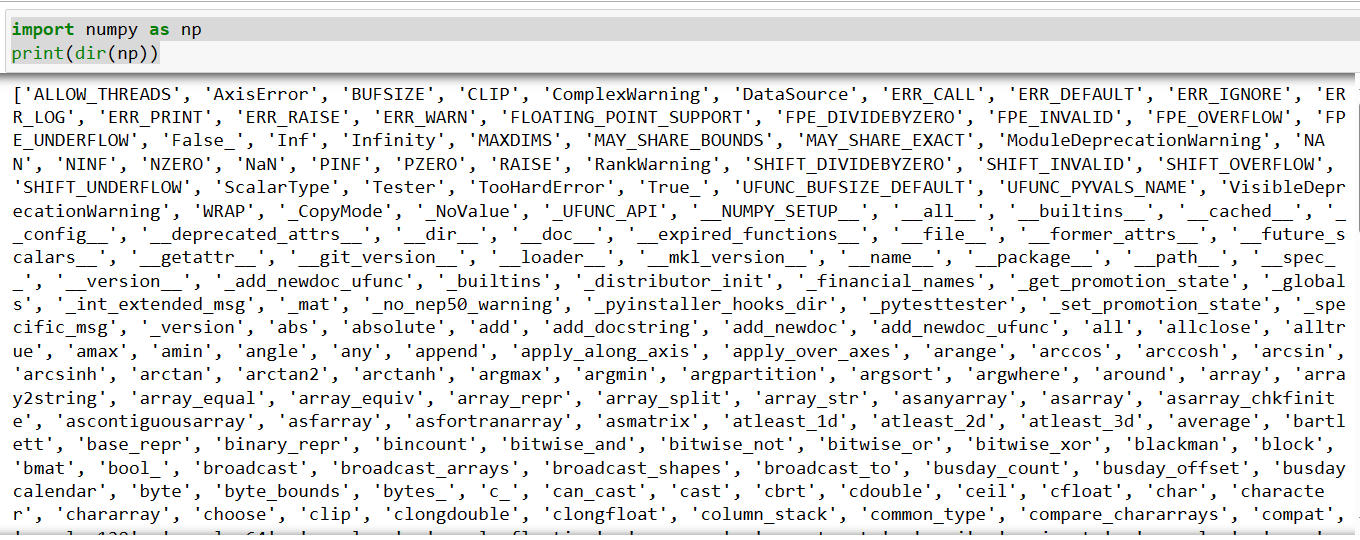 import numpy as np
print(dir(np))
['ALLOW_THREADS', 'AxisError', 'BUFSIZE', 'CLIP', 'ComplexWarning', 'DataSource', 'ERR_CALL', 'ERR_DEFAULT', 'ERR_IGNORE', 'ER
R_LOG', 'ERR_PRINT', 'ERR_RAISE', 'ERR_WARN', 'FLOATING_POINT_SUPPORT', 'FPE_DIVIDEBYZERO', 'FPE_INVALID', 'FPE_OVERFLOW', 'FP
E_UNDERFLOW', 'False_', 'Inf', 'Infinity', 'MAXDIMS', 'MAY_SHARE_BOUNDS', 'MAY_SHARE_EXACT', 'ModuleDeprecationWarning', 'NA
N', 'NINF', 'NZERO', 'NaN', 'PINF', 'PZERO', 'RAISE', 'RankWarning', 'SHIFT_DIVIDEBYZERO', 'SHIFT_INVALID', 'SHIFT_OVERFLOW',
'SHIFT_UNDERFLOW', 'ScalarType', 'Tester', 'TooHardError', 'True_', 'UFUNC_BUFSIZE_DEFAULT', 'UFUNC_PYVALS_NAME', 'VisibleDepr
ecationWarning', 'WRAP', '_CopyMode', '_NoValue', '_UFUNC_API', '__NUMPY_SETUP__', '__all__', '__builtins__', '__cached__', '_
_config__', '__deprecated_attrs__', '__dir__', '__doc__', '__expired_functions__', '__file__', '__former_attrs__', '__future_s
calars__', '__getattr__', '__git_version__', '__loader__', '__mkl_version__', '__name__', '__package__', '__path__', '__spec_
_', '__version__', '_add_newdoc_ufunc', '_builtins', '_distributor_init', '_financial_names', '_get_promotion_state', '_global
s', '_int_extended_msg', '_mat', '_no_nep50_warning', '_pyinstaller_hooks_dir', '_pytesttester', '_set_promotion_state', '_spe
cific_msg', '_version', 'abs', 'absolute', 'add', 'add_docstring', 'add_newdoc', 'add_newdoc_ufunc', 'all', 'allclose', 'alltr
ue', 'amax', 'amin', 'angle', 'any', 'append', 'apply_along_axis', 'apply_over_axes', 'arange', 'arccos', 'arccosh', 'arcsin',
'arcsinh', 'arctan', 'arctan2', 'arctanh', 'argmax', 'argmin', 'argpartition', 'argsort', 'argwhere', 'around', 'array', 'arra
y2string', 'array_equal', 'array_equiv', 'array_repr', 'array_split', 'array_str', 'asanyarray', 'asarray', 'asarray_chkfinit
e', 'ascontiguousarray', 'asfarray', 'asfortranarray', 'asmatrix', 'atleast_1d', 'atleast_2d', 'atleast_3d', 'average', 'bartl
ett', 'base_repr', 'binary_repr', 'bincount', 'bitwise_and', 'bitwise_not', 'bitwise_or', 'bitwise_xor', 'blackman', 'block',
'bmat', 'bool_', 'broadcast', 'broadcast_arrays', 'broadcast_shapes', 'broadcast_to', 'busday_count', 'busday_offset', 'busday
calendar', 'byte', 'byte_bounds', 'bytes_', 'c_', 'can_cast', 'cast', 'cbrt', 'cdouble', 'ceil', 'cfloat', 'char', 'characte
r', 'chararray', 'choose', 'clip', 'clongdouble', 'clongfloat', 'column_stack', 'common_type', 'compare_chararrays', 'compat',